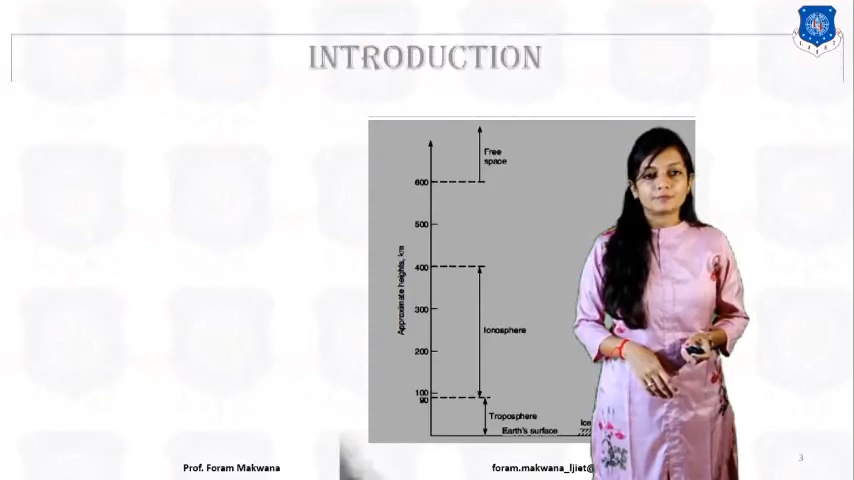 INTRODUCTION
Free
space
600
500
400
300
200
100
90
Approximate heights, km
Ionosphere
Troposphere
Ice
Earth's surface
Prof. Foram Makwana
foram.makwana_ljiet@
3